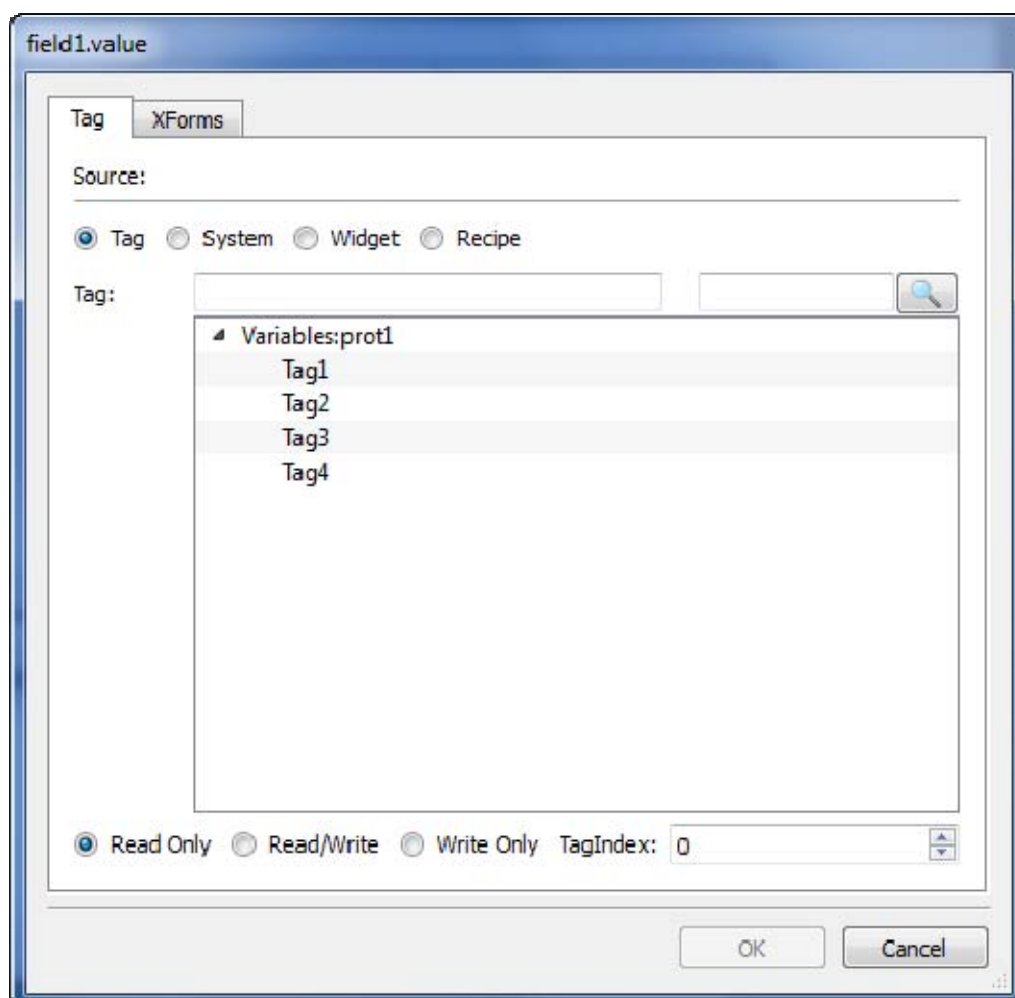 field1.value
Tag XForms
Source:
Tag System Widget Recipe
Tag:
Variables:prot1
Tag1
Tag2
Tag3
Tag4
Read Only Read/Write Write Only TagIndex: 0
OK Cancel